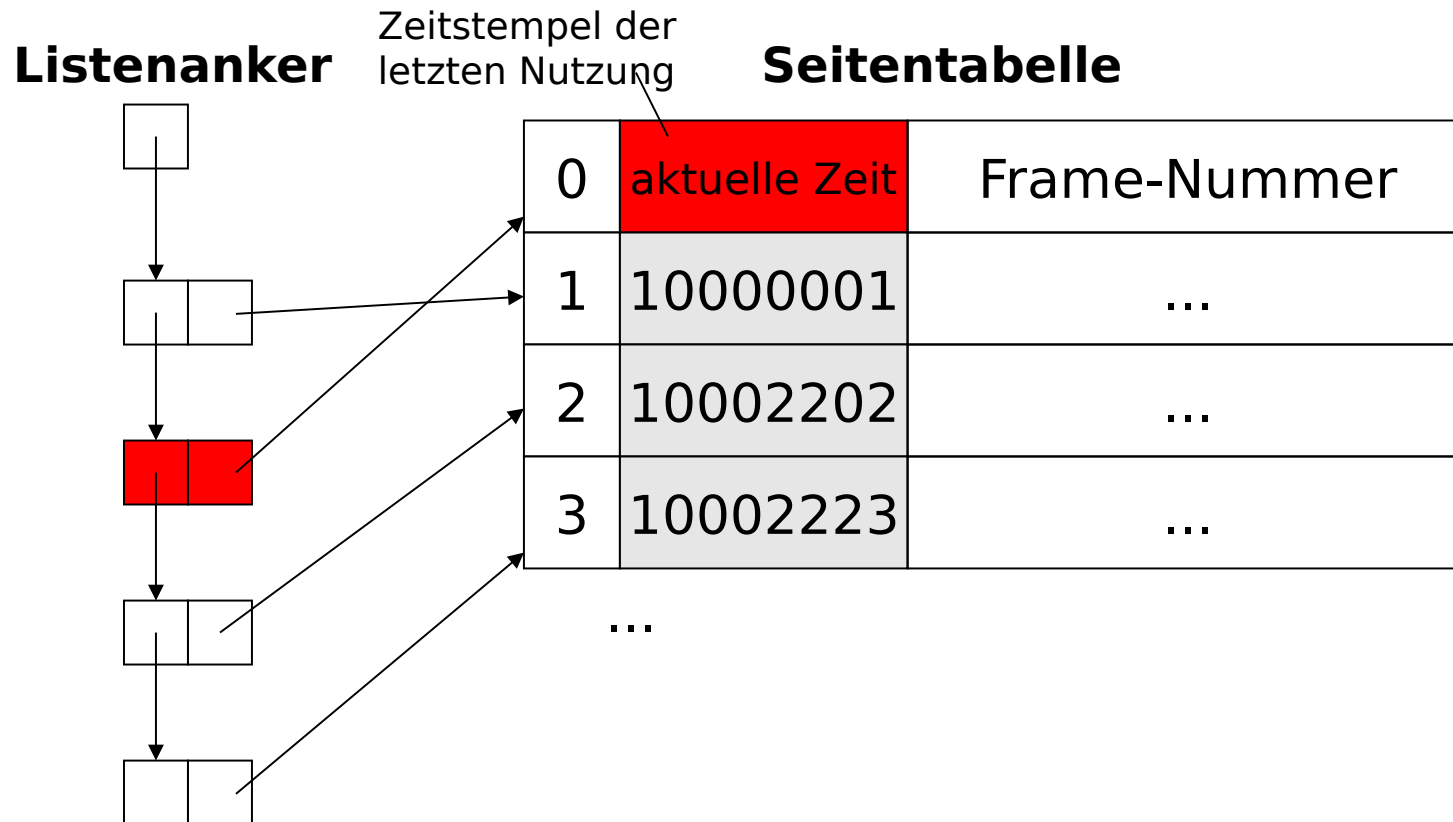 Zeitstempel der
letzten Nutzung
Listenanker
Seitentabelle
0 aktuelle Zeit Frame-Nummer
1 10000001 ...
2 10002202 ...
3 10002223 ...
...